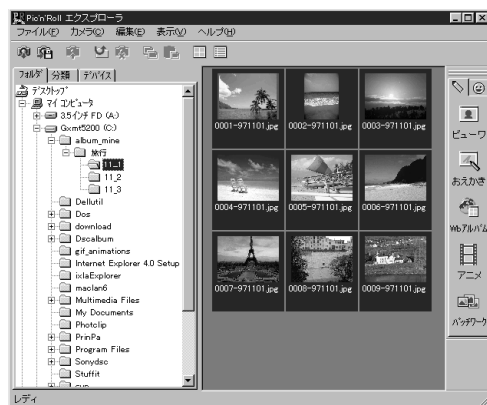 Pic'n'Roll エクスプローラ
ファイル(F) カメラ(C) 編集(E) 表示(V) ヘルプ(H)
フォルダ 分類 デバイス
デスクトップ
マイ コンピュータ
3.5インチ FD (A:)
Gxmt5200 (C:)
album_mine
旅行
11_1
11_2
11_3
Dellutil
Dos
download
Dscalbum
gif_animations
Internet Explorer 4.0 Setup
ixlaExplorer
maclan6
Multimedia Files
My Documents
Photclip
PrinPa
Program Files
Sonydsc
Stuffit
0001-971101.jpg 0002-971101.jpg 0003-971101.jpg
0004-971101.jpg 0005-971101.jpg 0006-971101.jpg
0007-971101.jpg 0008-971101.jpg 0009-971101.jpg
ビューワ
おえかき
Wbアルバム
アニメ
パッチワーク
レディ